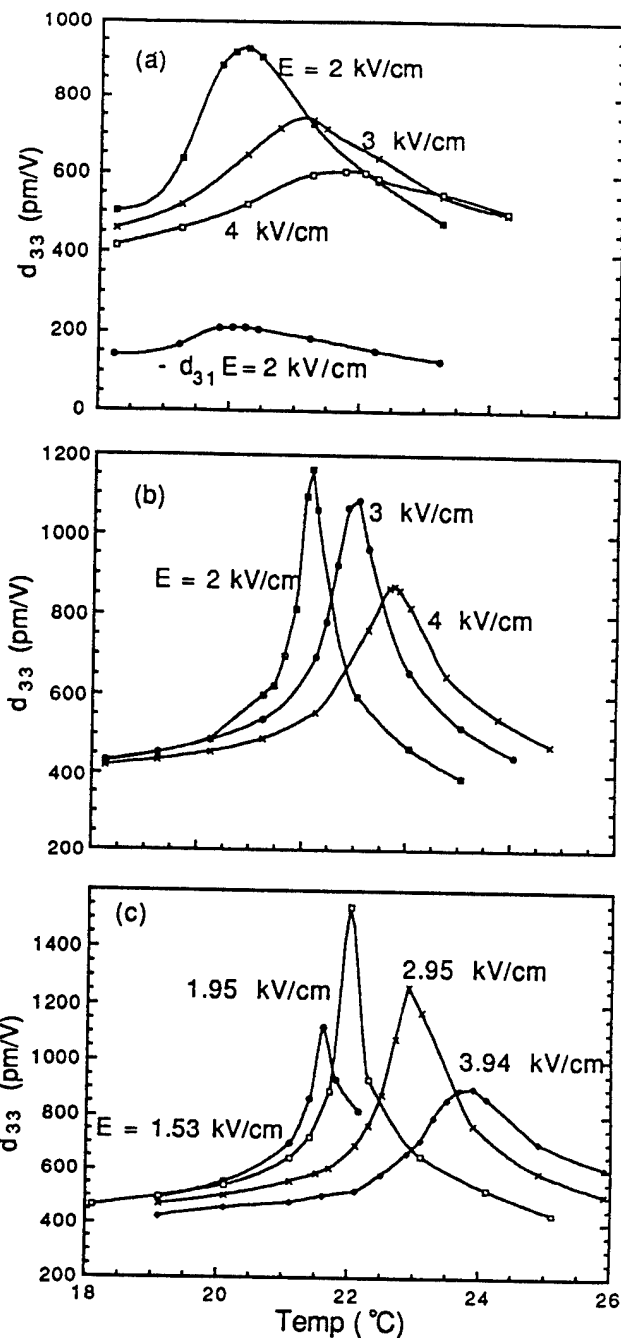 1000
(a)
E = 2 kV/cm
800
3 kV/cm
600
d33 (pm/V)
400
4 kV/cm
200
- d31 E = 2 kV/cm
0
1200
(b)
1000
3 kV/cm
E = 2 kV/cm
800
4 kV/cm
d33 (pm/V)
600
400
200
(c)
1400
2.95 kV/cm
1.95 kV/cm
1200
1000
3.94 kV/cm
d33 (pm/V)
800
E = 1.53 kV/cm
600
400
200
18 20 22 24 26
Temp (°C)